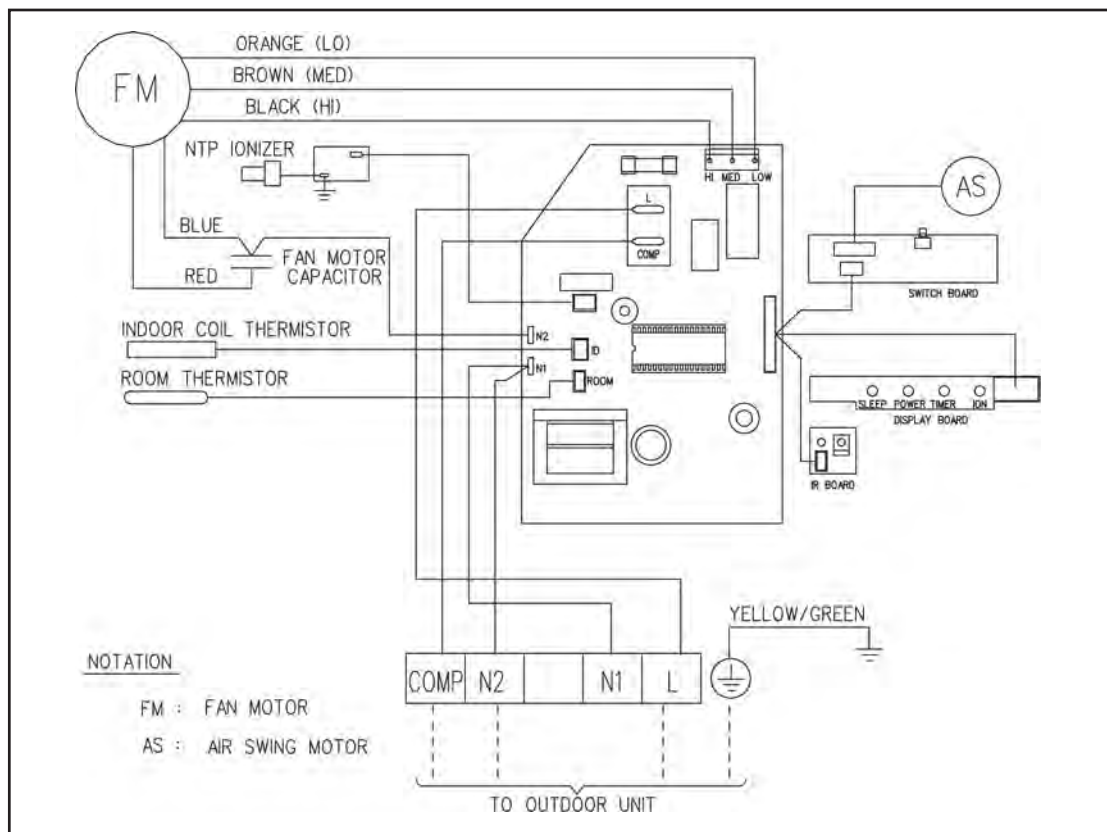 ORANGE (LO)
FM
BROWN (MED)
BLACK (HI)
NTP IONIZER
HI MED LOW
L
AS
BLUE
COMP
FAN MOTOR
CAPACITOR
RED
SWITCH BOARD
INDOOR COIL THERMISTOR
N2
ID
N1
ROOM THERMISTOR
ROOM
SLEEP POWER TIMER ION
DISPLAY BOARD
IR BOARD
YELLOW/GREEN
NOTATION
COMP N2 N1 L
FM : FAN MOTOR
AS : AIR SWING MOTOR
TO OUTDOOR UNIT